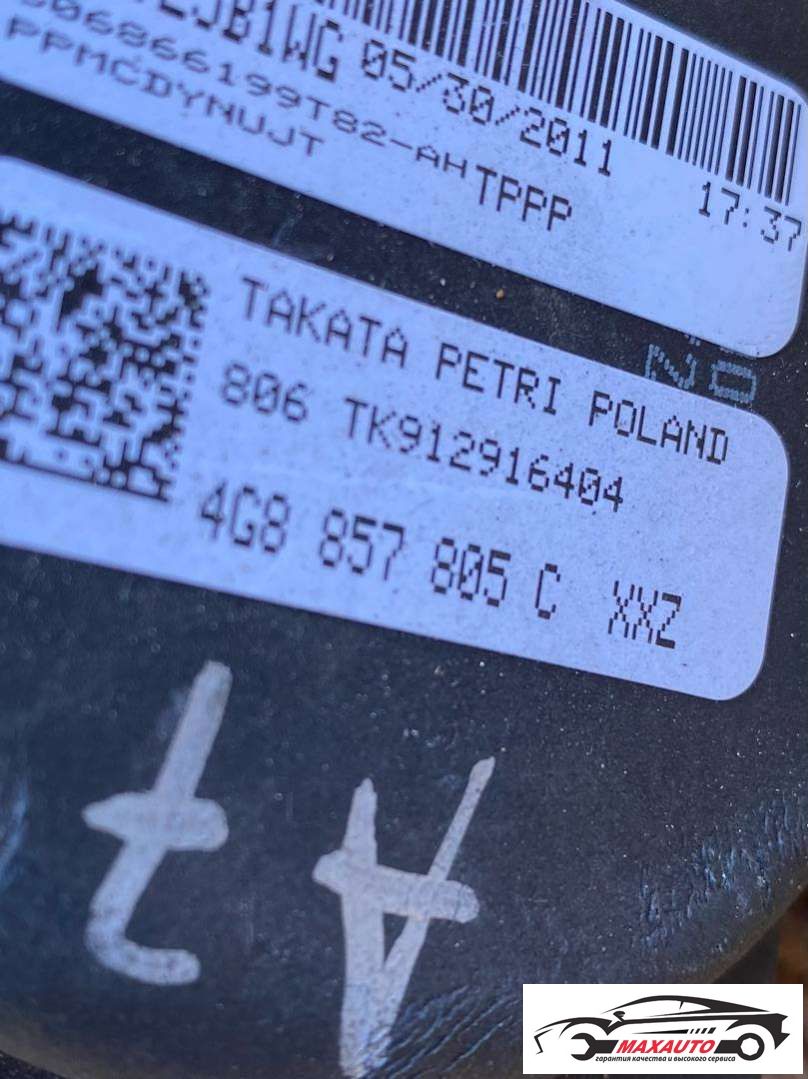 05/30/2011
17:37
806866199T82-AHTPPP
PPMCDYNUJT
TAKATA PETRI POLAND
806 TK912916404
4G8 857 805 C XXZ
A7
MAXAUTO
гарантия качества и высокого сервиса